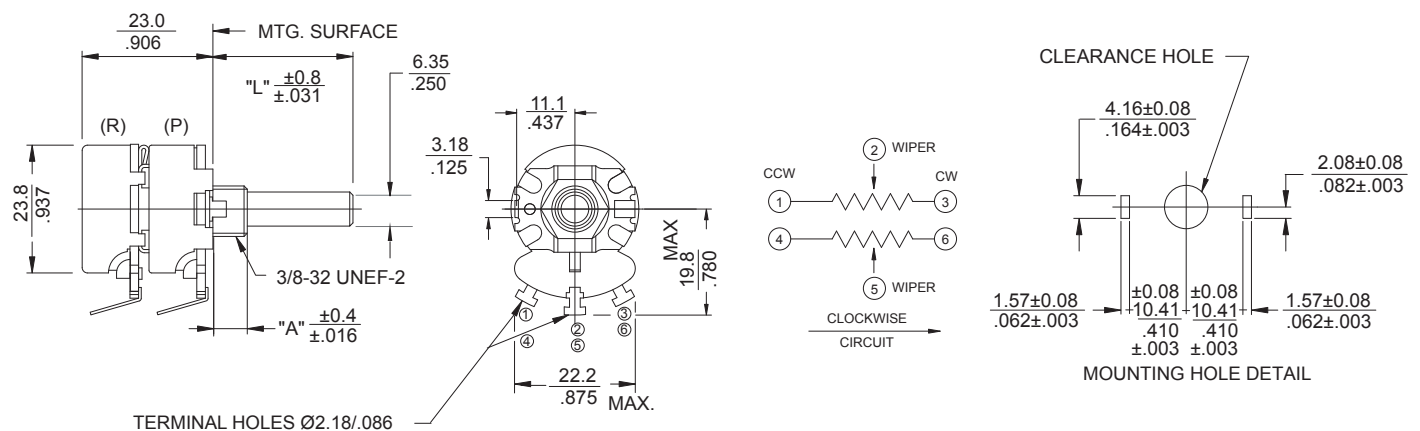 23.0
.906
MTG. SURFACE
"L" ±0.8
±.031
6.35
.250
(R) (P)
23.8
.937
3/8-32 UNEF-2
"A" ±0.4
±.016
TERMINAL HOLES Ø2.18/.086
11.1
.437
3.18
.125
MAX
19.8
.780
① ② ③
④ ⑤ ⑥
22.2
.875
MAX.
② WIPER
CCW CW
① ③
④ ⑥
⑤ WIPER
CLOCKWISE
CIRCUIT
CLEARANCE HOLE
4.16±0.08
.164±.003
2.08±0.08
.082±.003
1.57±0.08
.062±.003
±0.08
10.41
.410
±.003
±0.08
10.41
.410
±.003
1.57±0.08
.062±.003
MOUNTING HOLE DETAIL